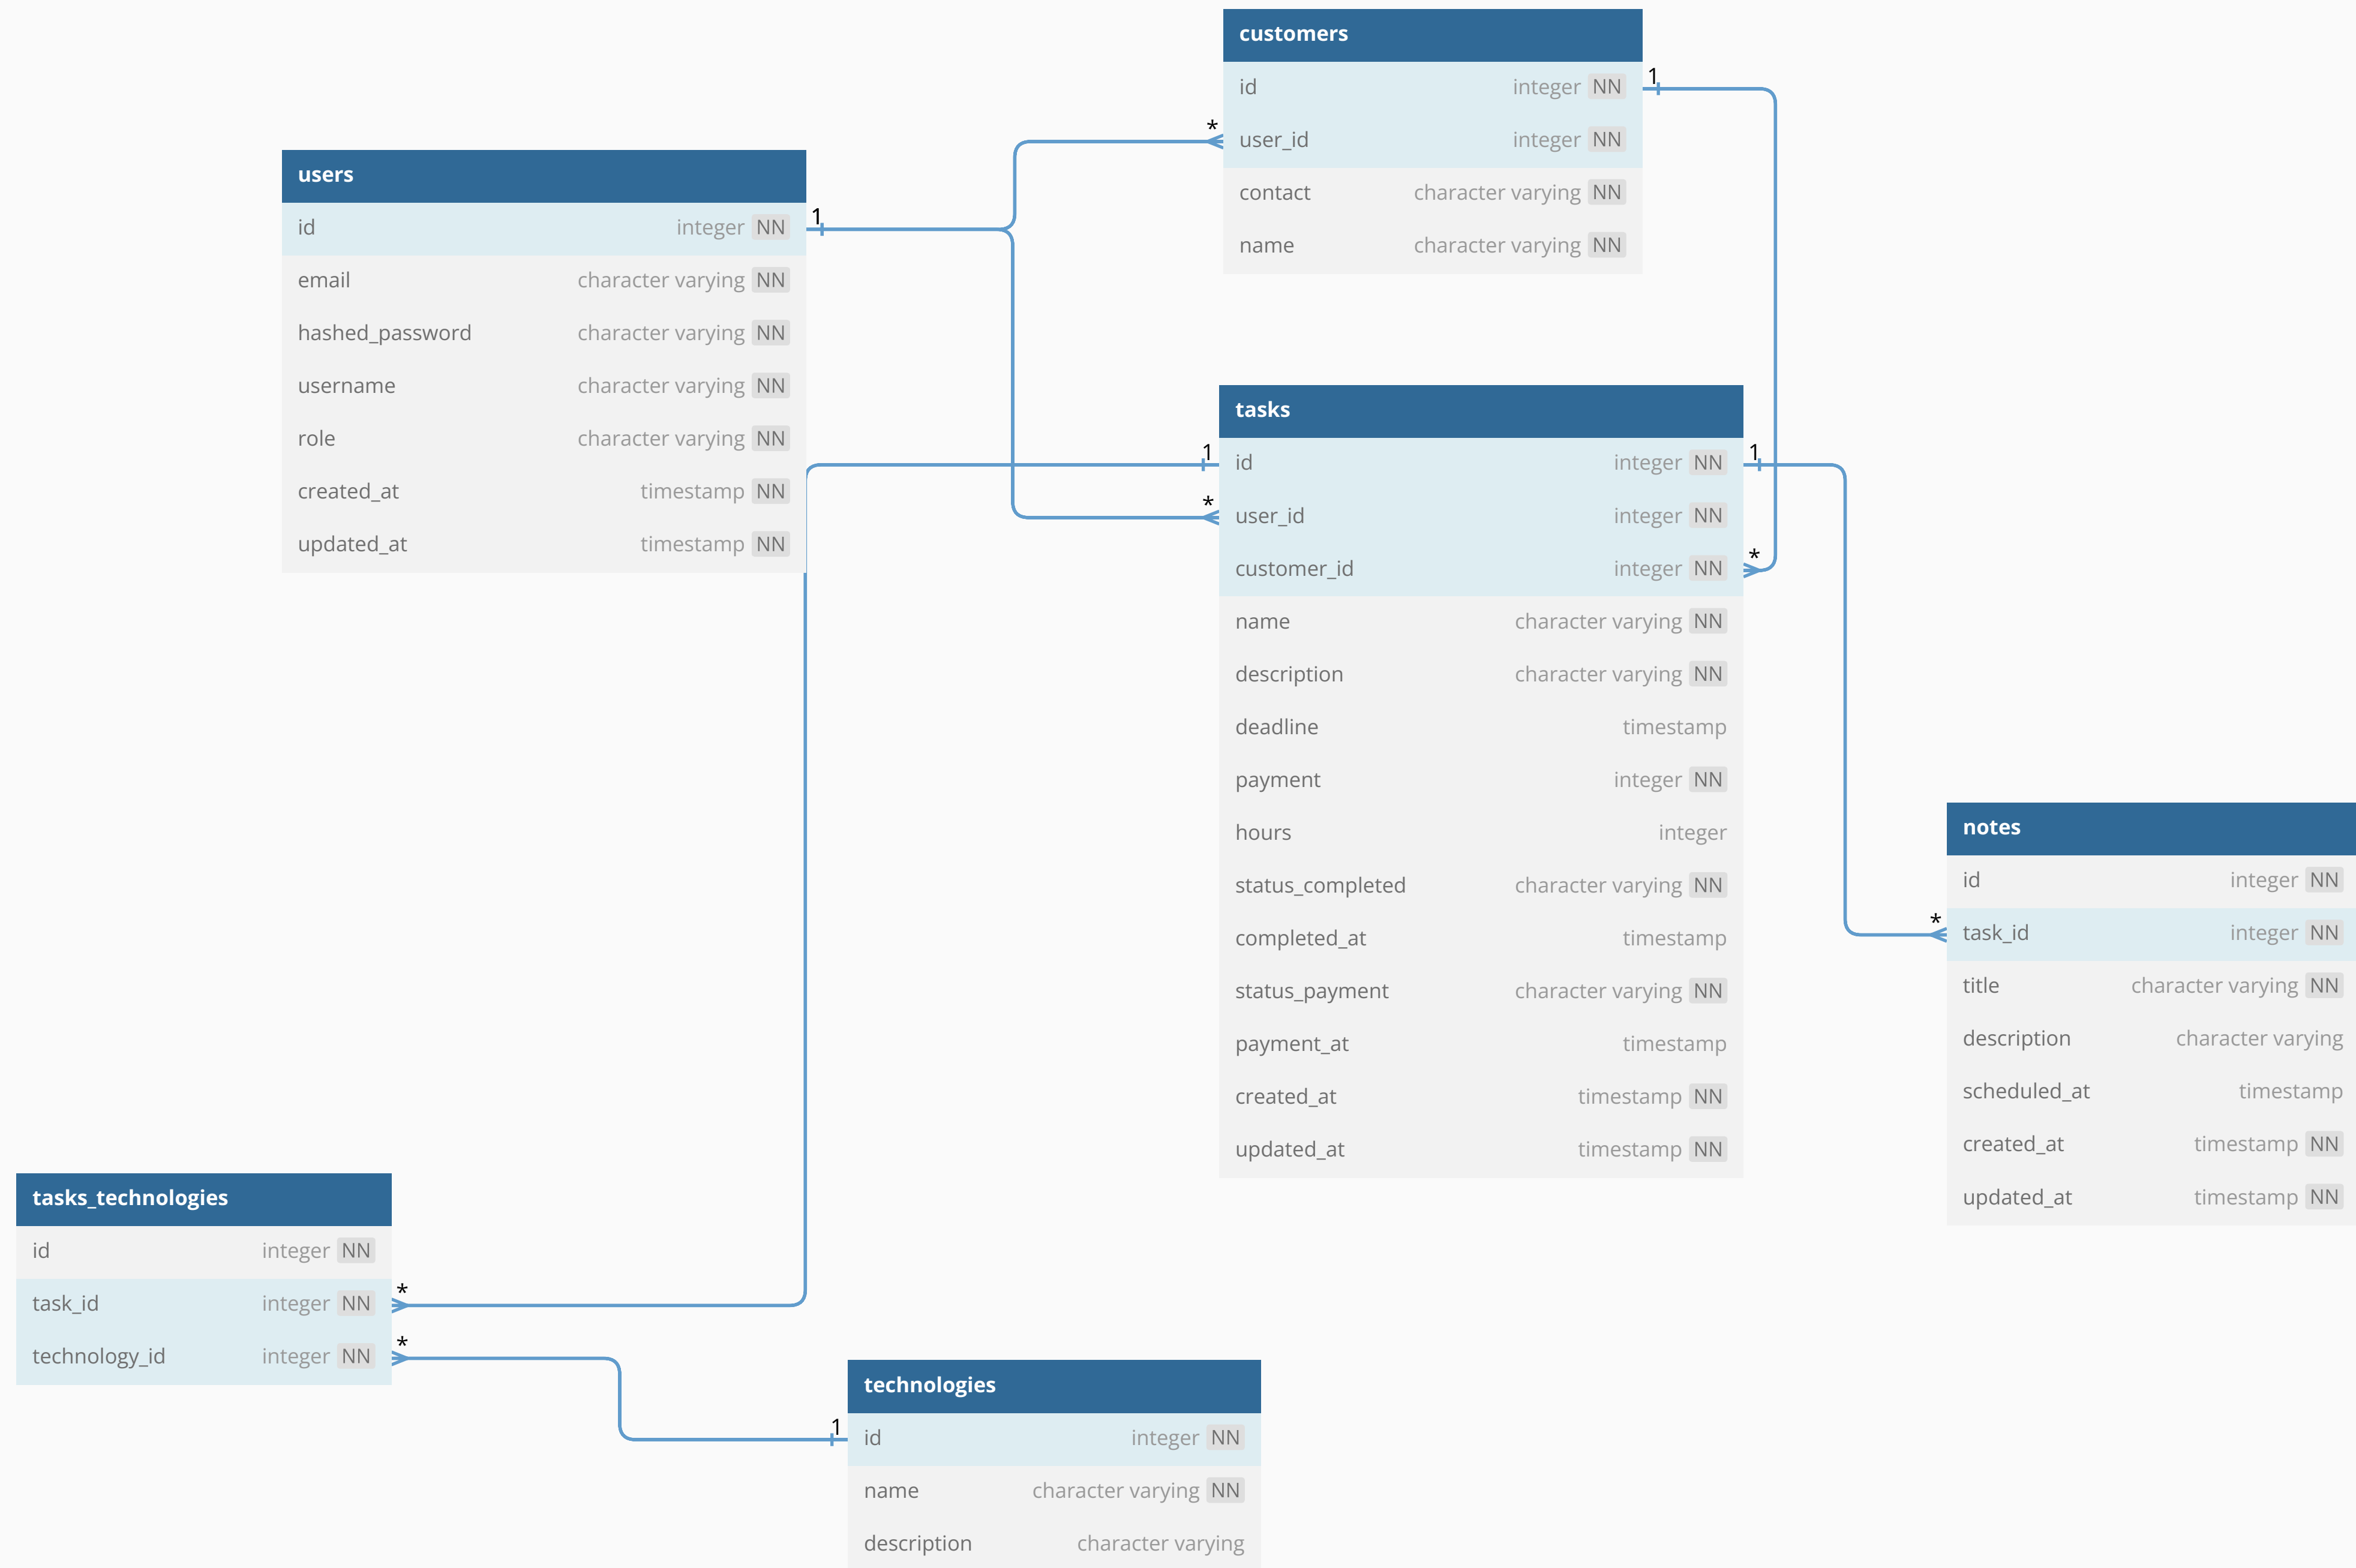 customers
id integer NN
user_id integer NN
contact character varying NN
name character varying NN
1
*
users
id integer NN
email character varying NN
hashed_password character varying NN
username character varying NN
role character varying NN
created_at timestamp NN
updated_at timestamp NN
1
tasks
id integer NN
user_id integer NN
customer_id integer NN
name character varying NN
description character varying NN
deadline timestamp
payment integer NN
hours integer
status_completed character varying NN
completed_at timestamp
status_payment character varying NN
payment_at timestamp
created_at timestamp NN
updated_at timestamp NN
1
1
*
*
notes
id integer NN
task_id integer NN
title character varying NN
description character varying
scheduled_at timestamp
created_at timestamp NN
updated_at timestamp NN
*
tasks_technologies
id integer NN
task_id integer NN
technology_id integer NN
*
*
technologies
id integer NN
name character varying NN
description character varying
1